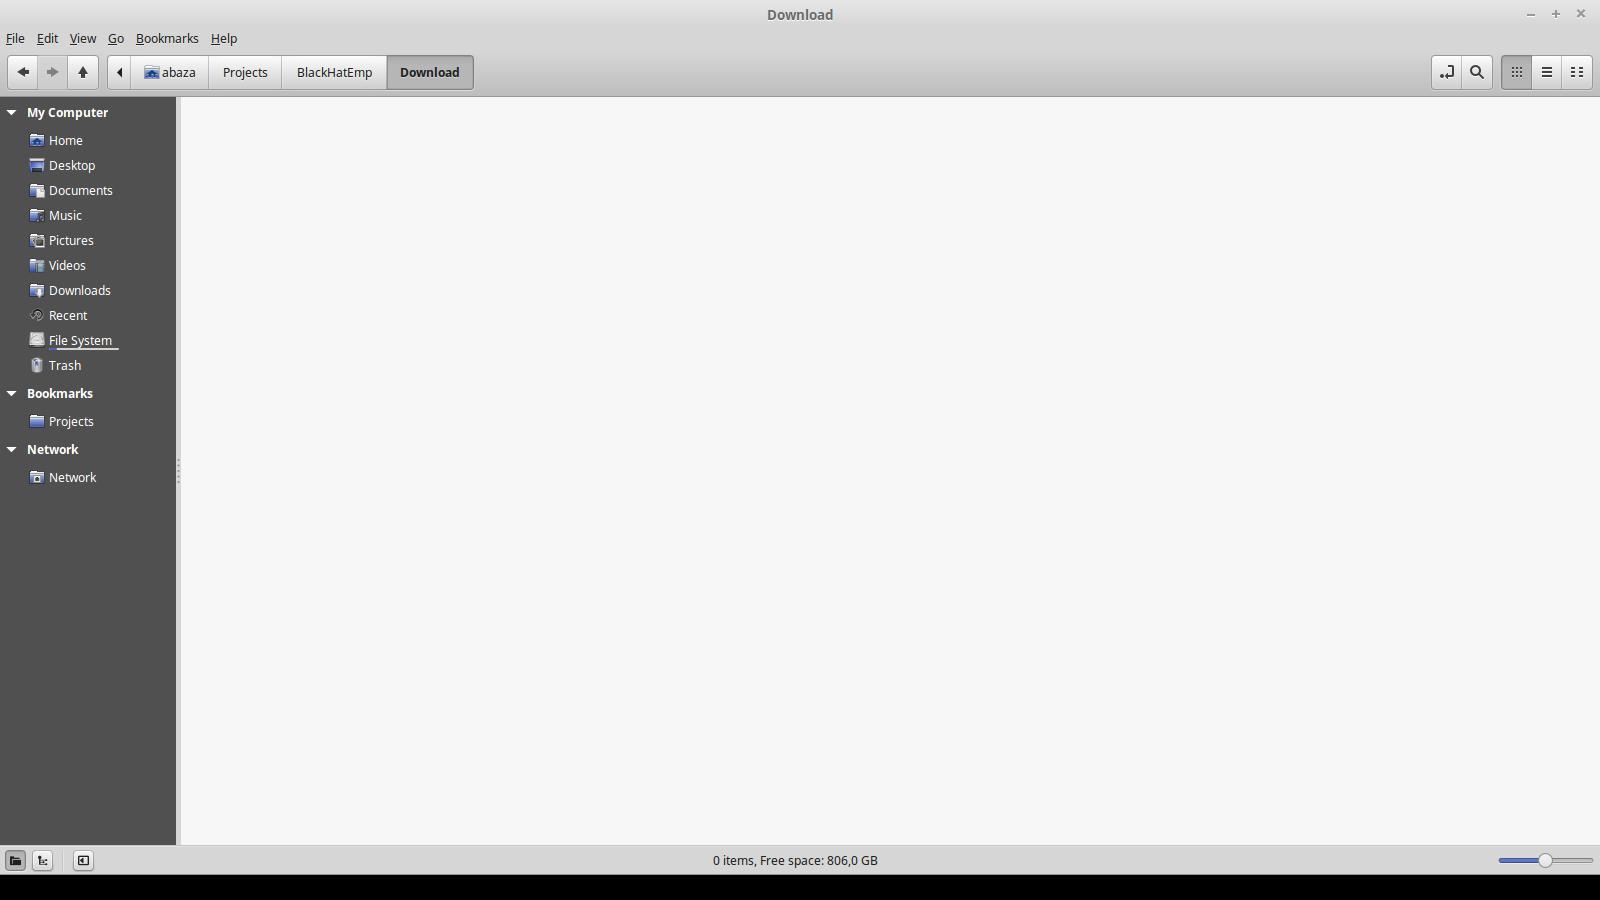 Download
File Edit View Go Bookmarks Help
abaza Projects BlackHatEmp Download
My Computer
Home
Desktop
Documents
Music
Pictures
Videos
Downloads
Recent
File System
Trash
Bookmarks
Projects
Network
Network
0 items, Free space: 806,0 GB